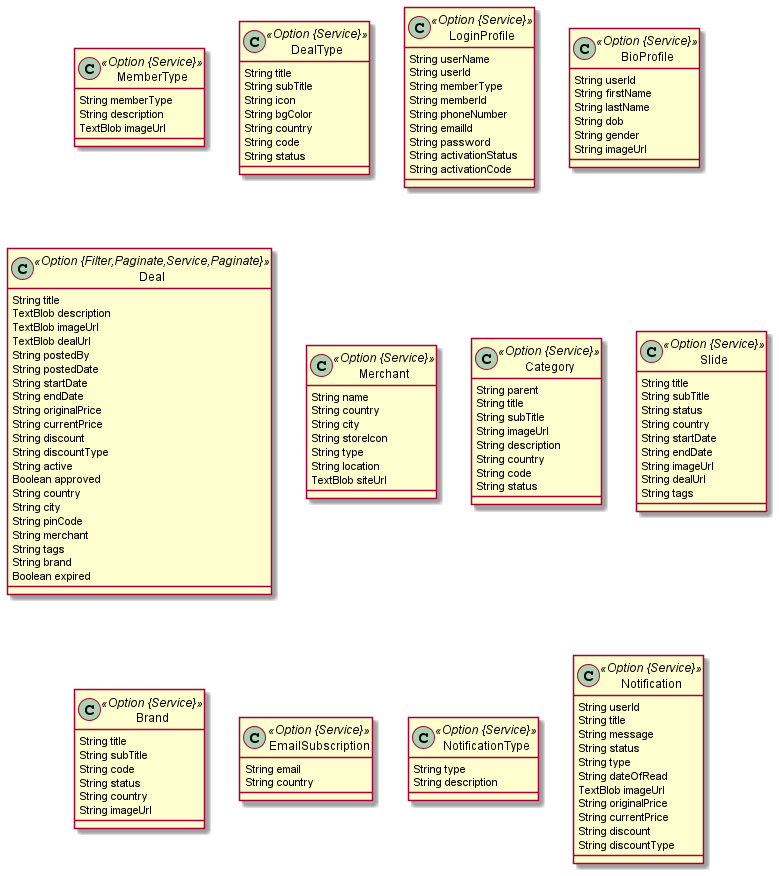 C
«Option {Service}»
MemberType
String memberType
String description
TextBlob imageUrl
C
«Option {Service}»
DealType
String title
String subTitle
String icon
String bgColor
String country
String code
String status
C
«Option {Service}»
LoginProfile
String userName
String userId
String memberType
String memberId
String phoneNumber
String emailId
String password
String activationStatus
String activationCode
C
«Option {Service}»
BioProfile
String userId
String firstName
String lastName
String dob
String gender
String imageUrl
C
«Option {Filter,Paginate,Service,Paginate}»
Deal
String title
TextBlob description
TextBlob imageUrl
TextBlob dealUrl
String postedBy
String postedDate
String startDate
String endDate
String originalPrice
String currentPrice
String discount
String discountType
String active
Boolean approved
String country
String city
String pinCode
String merchant
String tags
String brand
Boolean expired
C
«Option {Service}»
Merchant
String name
String country
String city
String storeIcon
String type
String location
TextBlob siteUrl
C
«Option {Service}»
Category
String parent
String title
String subTitle
String imageUrl
String description
String country
String code
String status
C
«Option {Service}»
Slide
String title
String subTitle
String status
String country
String startDate
String endDate
String imageUrl
String dealUrl
String tags
C
«Option {Service}»
Brand
String title
String subTitle
String code
String status
String country
String imageUrl
C
«Option {Service}»
EmailSubscription
String email
String country
C
«Option {Service}»
NotificationType
String type
String description
C
«Option {Service}»
Notification
String userId
String title
String message
String status
String type
String dateOfRead
TextBlob imageUrl
String originalPrice
String currentPrice
String discount
String discountType